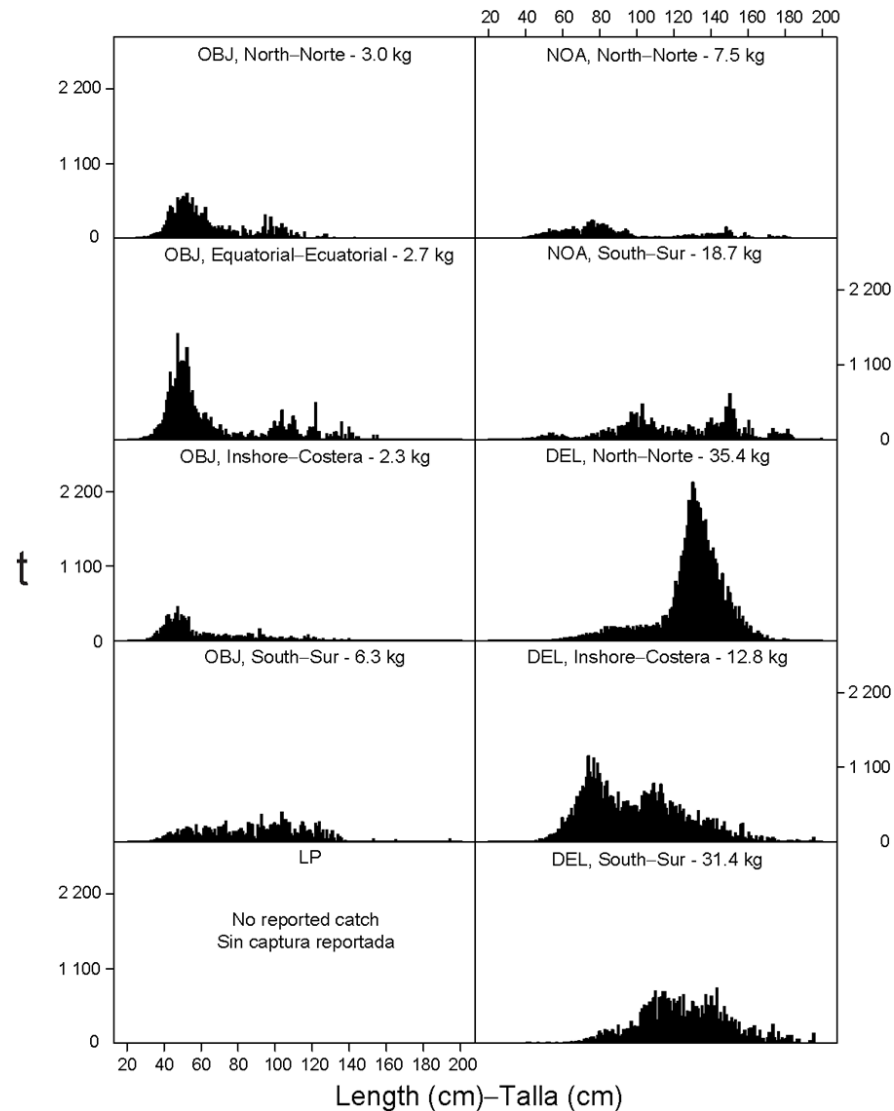 20 40 60 80 100 120 140 160 180 200
OBJ, North–Norte - 3.0 kg
2 200
1 100
0
NOA, North-Norte - 7.5 kg
OBJ, Equatorial–Ecuatorial - 2.7 kg
NOA, South–Sur - 18.7 kg
2 200
1 100
0
OBJ, Inshore–Costera - 2.3 kg
2 200
1 100
0
DEL, North-Norte - 35.4 kg
t
OBJ, South–Sur - 6.3 kg
DEL, Inshore-Costera - 12.8 kg
2 200
1 100
0
LP
No reported catch
Sin captura reportada
2 200
1 100
0
DEL, South–Sur - 31.4 kg
20 40 60 80 100 120 140 160 180 200
Length (cm)–Talla (cm)